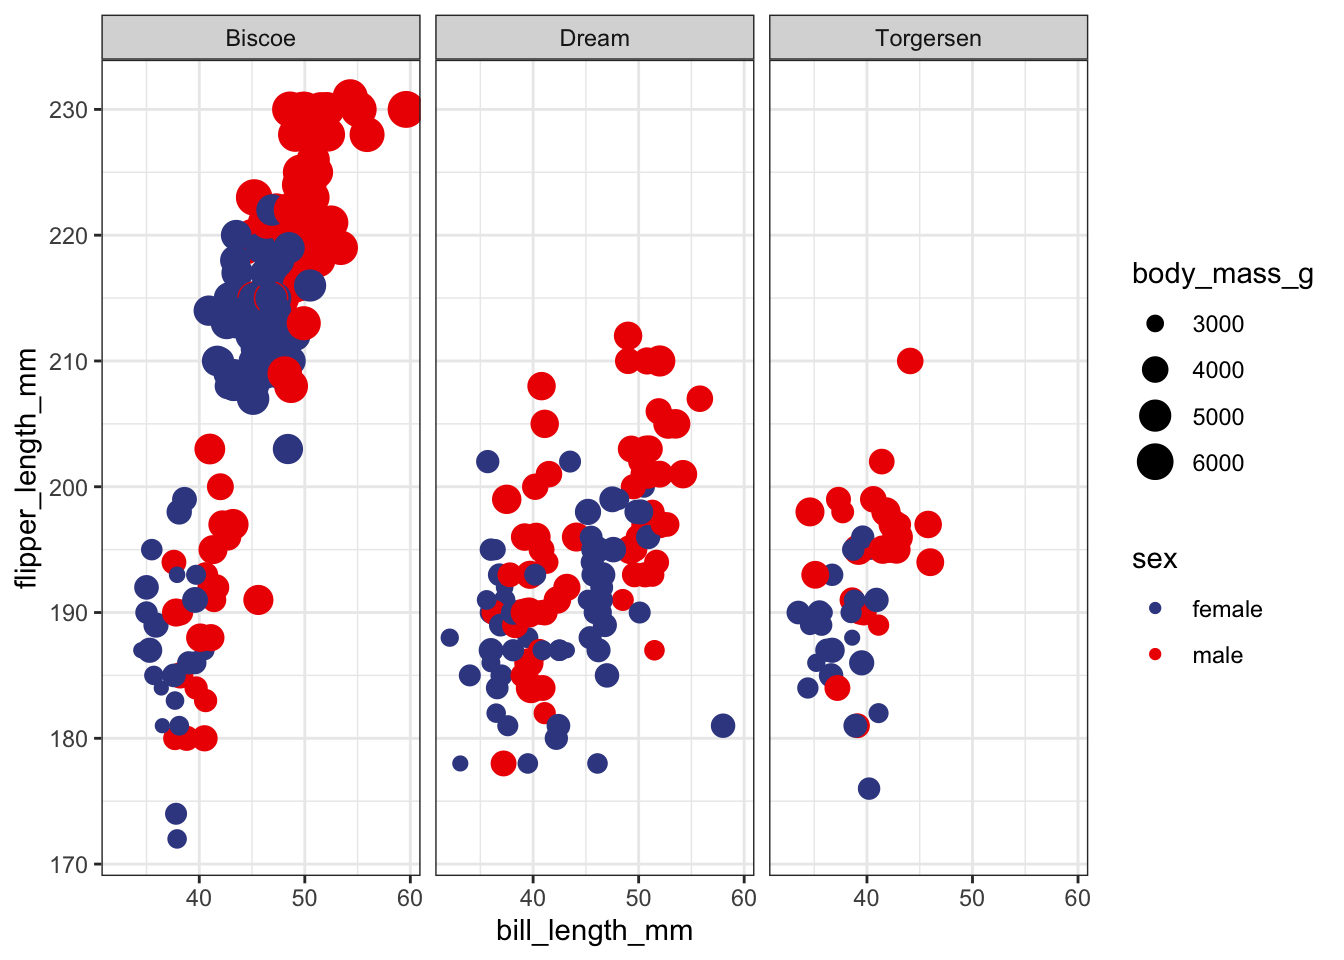 Biscoe
Dream
Torgersen
230
220
210
200
190
180
170
flipper_length_mm
40 50 60
40 50 60
40 50 60
bill_length_mm
body_mass_g
3000
4000
5000
6000
sex
female
male